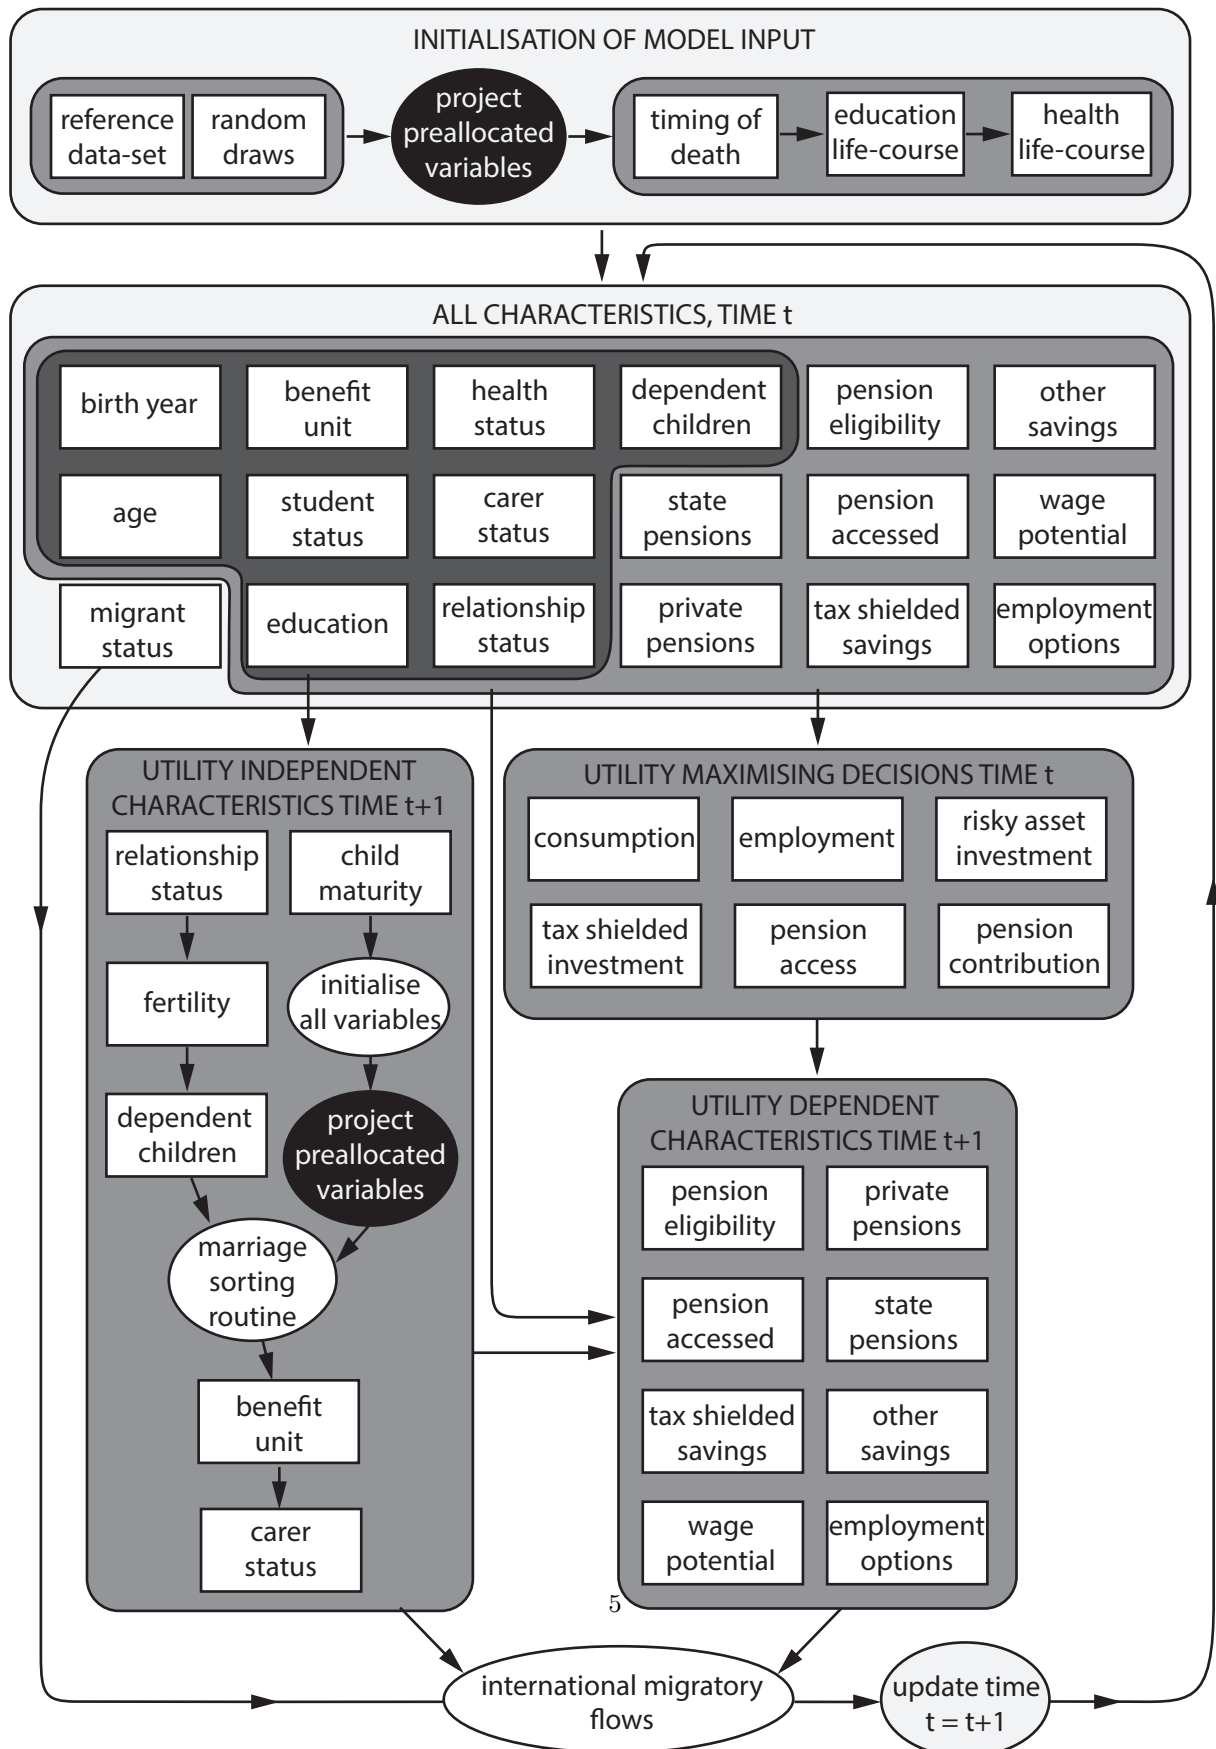 INITIALISATION OF MODEL INPUT
reference
data-set
random
draws
project
preallocated
variables
timing of
death
education
life-course
health
life-course
ALL CHARACTERISTICS, TIME t
birth year
benefit
unit
health
status
dependent
children
pension
eligibility
other
savings
age
student
status
carer
status
state
pensions
pension
accessed
wage
potential
migrant
status
education
relationship
status
private
pensions
tax shielded
savings
employment
options
UTILITY INDEPENDENT
CHARACTERISTICS TIME t+1
relationship
status
child
maturity
fertility
initialise
all variables
dependent
children
project
preallocated
variables
marriage
sorting
routine
benefit
unit
carer
status
UTILITY MAXIMISING DECISIONS TIME t
consumption
employment
risky asset
investment
tax shielded
investment
pension
access
pension
contribution
UTILITY DEPENDENT
CHARACTERISTICS TIME t+1
pension
eligibility
private
pensions
pension
accessed
state
pensions
tax shielded
savings
other
savings
wage
potential
employment
options
5
international migratory
flows
update time
t = t+1